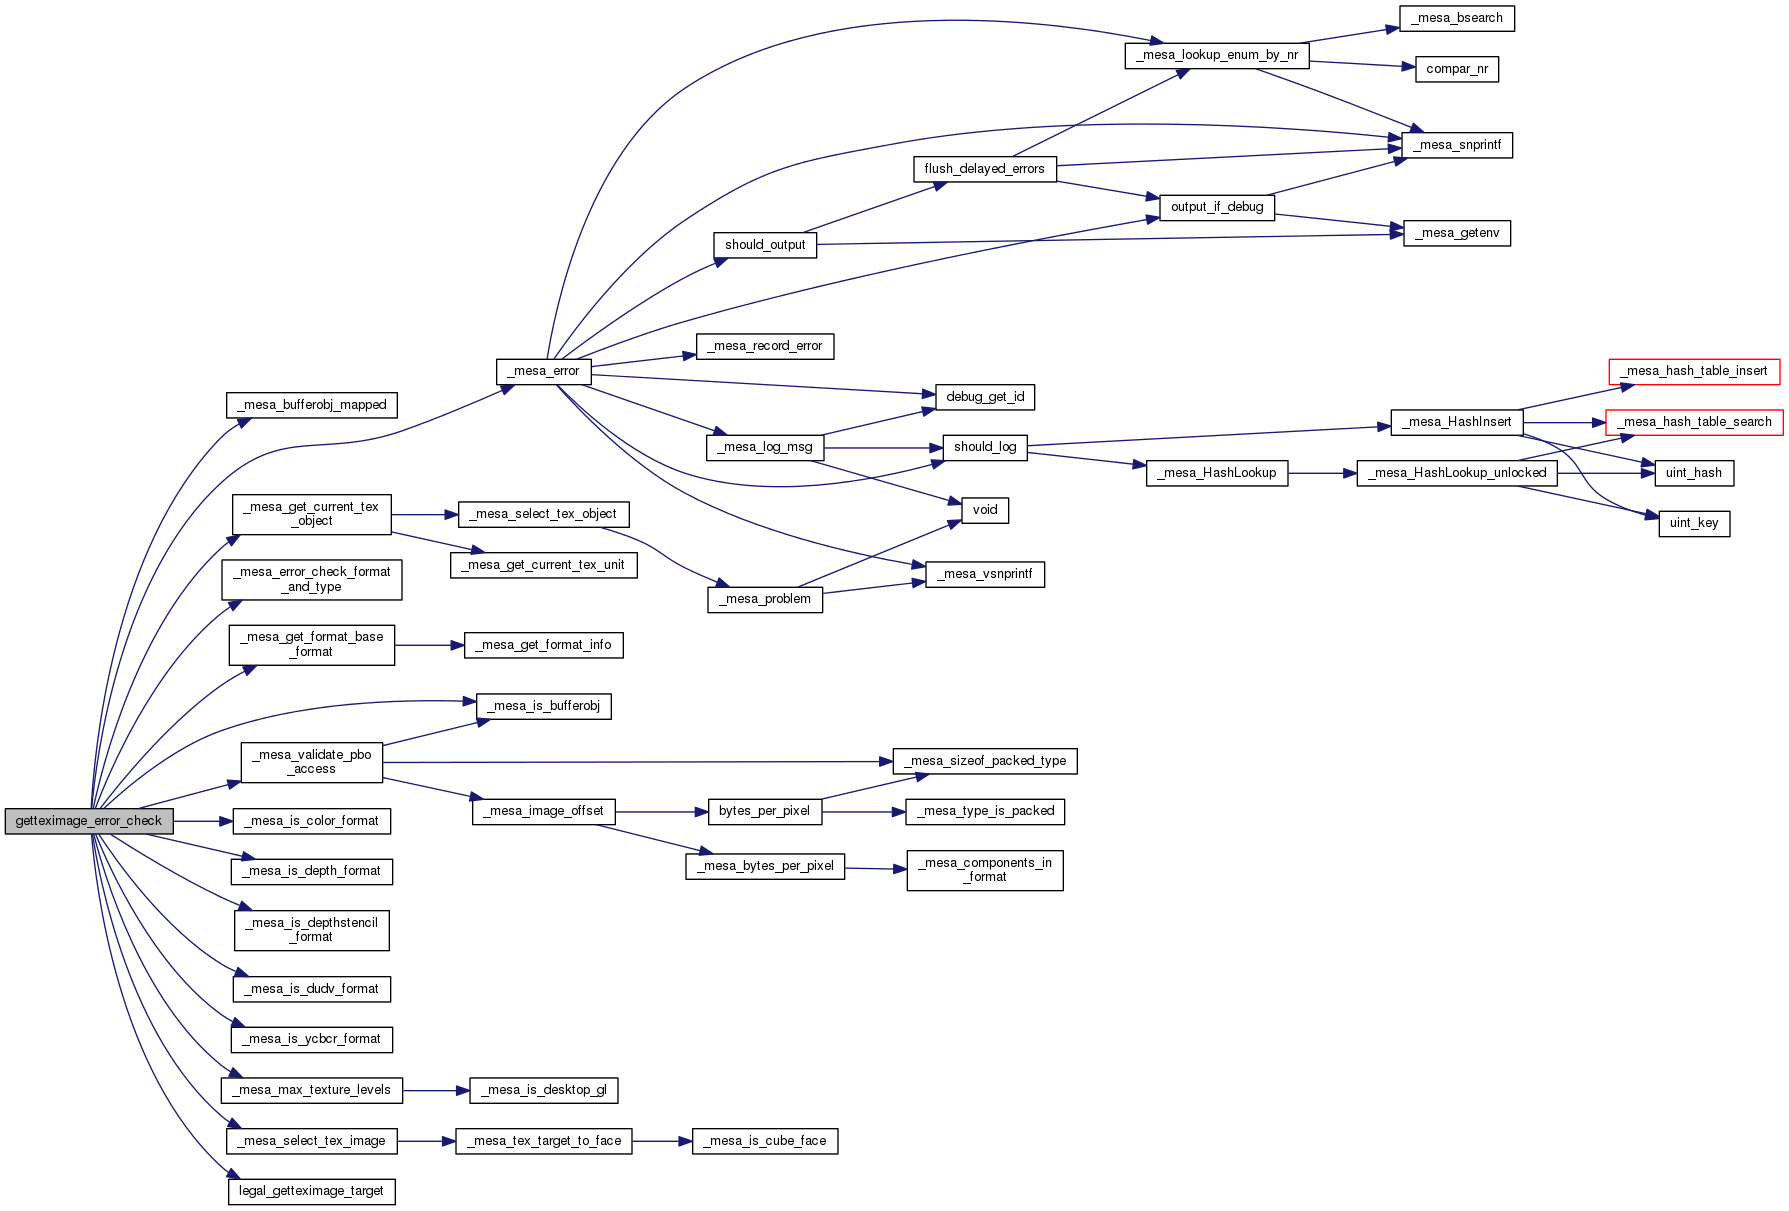 _mesa_bsearch
_mesa_lookup_enum_by_nr
compar_nr
_mesa_snprintf
flush_delayed_errors
output_if_debug
_mesa_getenv
should_output
_mesa_record_error
_mesa_error
_mesa_hash_table_insert
debug_get_id
_mesa_bufferobj_mapped
_mesa_HashInsert
_mesa_hash_table_search
_mesa_log_msg
should_log
_mesa_HashLookup
_mesa_HashLookup_unlocked
uint_hash
_mesa_get_current_tex
_object
_mesa_select_tex_object
void
uint_key
_mesa_get_current_tex_unit
_mesa_vsnprintf
_mesa_error_check_format
_and_type
_mesa_problem
_mesa_get_format_base
_format
_mesa_get_format_info
_mesa_is_bufferobj
_mesa_validate_pbo
_access
_mesa_sizeof_packed_type
_mesa_image_offset
bytes_per_pixel
_mesa_type_is_packed
getteximage_error_check
_mesa_is_color_format
_mesa_bytes_per_pixel
_mesa_components_in
_format
_mesa_is_depth_format
_mesa_is_depthstencil
_format
_mesa_is_dudv_format
_mesa_is_ycbcr_format
_mesa_max_texture_levels
_mesa_is_desktop_gl
_mesa_select_tex_image
_mesa_tex_target_to_face
_mesa_is_cube_face
legal_getteximage_target